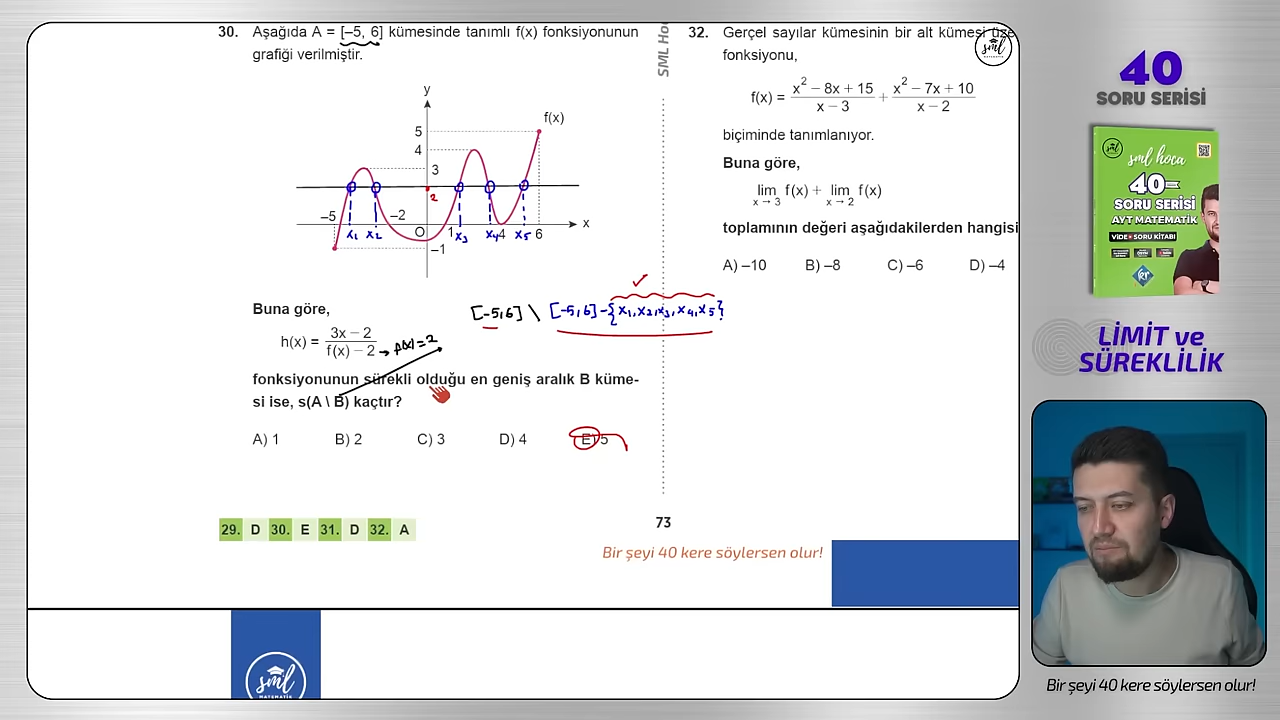 30. Aşağıda A = [–5, 6] kümesinde tanımlı f(x) fonksiyonunun
grafiği verilmiştir.
y
f(x)
5
4
3
2
–5
–2
O
1
4
6
x
–1
x1 x2 x3 x4 x5
Buna göre,
h(x) = 3x – 2 / f(x) – 2 → f(x) = 2
[-5,6] \ [-5,6] - {x1, x2, x3, x4, x5}
fonksiyonunun sürekli olduğu en geniş aralık B küme-
si ise, s(A \ B) kaçtır?
A) 1 B) 2 C) 3 D) 4 E) 5
29. D 30. E 31. D 32. A
SML Ho
32. Gerçel sayılar kümesinin bir alt kümesi üze
fonksiyonu,
f(x) = x² – 8x + 15 / x – 3 + x² – 7x + 10 / x – 2
biçiminde tanımlanıyor.
Buna göre,
lim x → 3 f(x) + lim x → 2 f(x)
toplamının değeri aşağıdakilerden hangisi
A) –10 B) –8 C) –6 D) –4
73
Bir şeyi 40 kere söylersen olur!
sml
sml
MATEMATİK
40
SORU SERİSİ
sml
sml hoca
40
SORU SERİSİ
AYT MATEMATİK
VİDEO SORU KİTABI
KR
LİMİT ve
SÜREKLİLİK
Bir şeyi 40 kere söylersen olur!